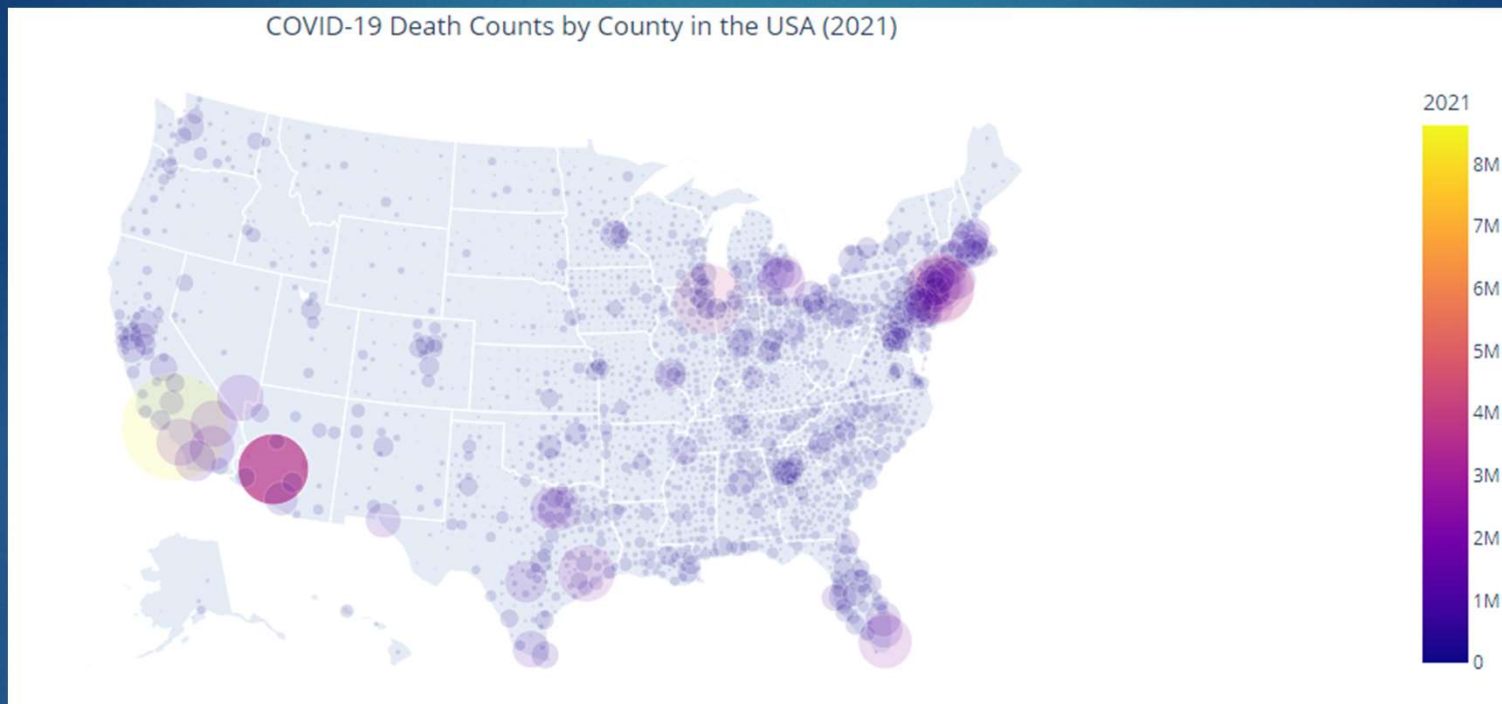 COVID-19 Death Counts by County in the USA (2021)
2021
8M
7M
6M
5M
4M
3M
2M
1M
0